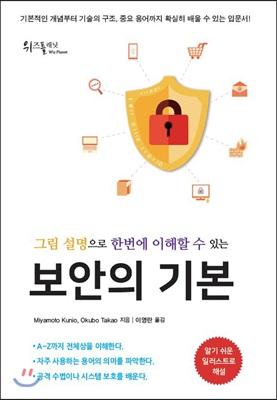 기본적인 개념부터 기술의 구조, 중요 용어까지 확실히 배울 수 있는 입문서!
위즈플래닛
Wiz Planet
그림 설명으로 한번에 이해할 수 있는
보안의 기본
Miyamoto Kunio, Okubo Takao 지음 | 이영란 옮김
• A-Z까지 전체상을 이해한다.
• 자주 사용하는 용어의 의미를 파악한다.
• 공격 수법이나 시스템 보호를 배운다.
알기 쉬운
일러스트로
해설